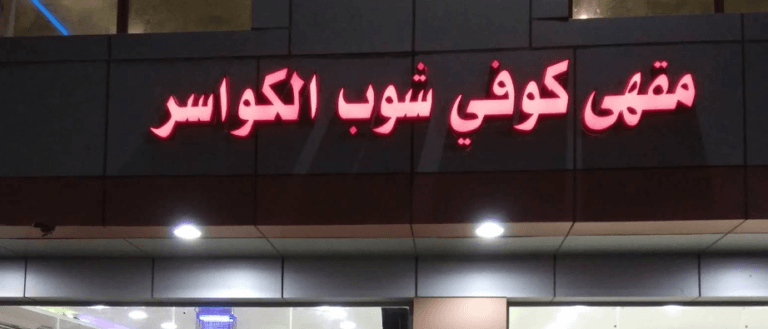 مقهى كوفي شوب الكواسر